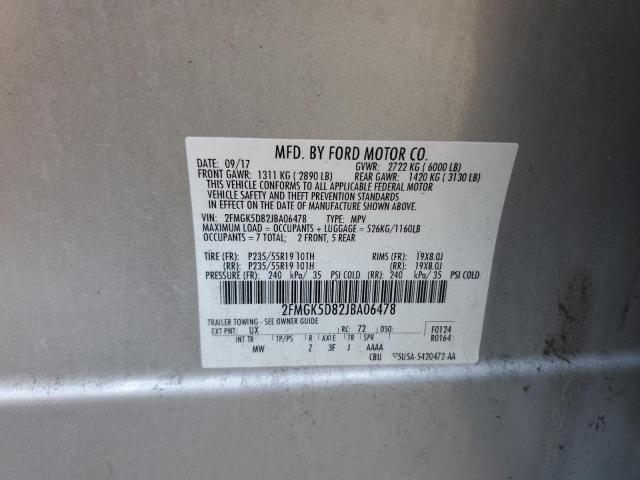 MFD. BY FORD MOTOR CO.
DATE: 09/17 GVWR: 2722 KG ( 6000 LB)
FRONT GAWR: 1311 KG ( 2890 LB) REAR GAWR: 1420 KG ( 3130 LB)
THIS VEHICLE CONFORMS TO ALL APPLICABLE FEDERAL MOTOR
VEHICLE SAFETY AND THEFT PREVENTION STANDARDS
IN EFFECT ON THE DATE OF MANUFACTURE SHOWN ABOVE.
VIN: 2FMGK5D82JBA06478 TYPE: MPV
MAXIMUM LOAD = OCCUPANTS + LUGGAGE = 526KG/1160LB
OCCUPANTS = 7 TOTAL; 2 FRONT, 5 REAR
TIRE (FR): P235/55R19 101H RIMS (FR): 19X8.0J
(RR): P235/55R19 101H (RR): 19X8.0J
PRESSURE (FR): 240 kPa/ 35 PSI COLD (RR): 240 kPa/ 35 PSI COLD
2FMGK5D82JBA06478
TRAILER TOWING - SEE OWNER GUIDE
EXT PNT: UX RC: 72 DSO: F0124
INT TR TP/PS R AXLE TR SPR R0164
MW Z 3F J AAAA
CBU ▽5USA-5420472-AA